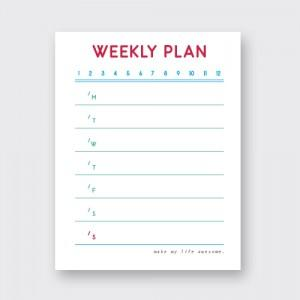 WEEKLY PLAN
1 2 3 4 5 6 7 8 9 10 11 12
/ M
/ T
/ W
/ T
/ F
/ S
/ S
make my life awesome.